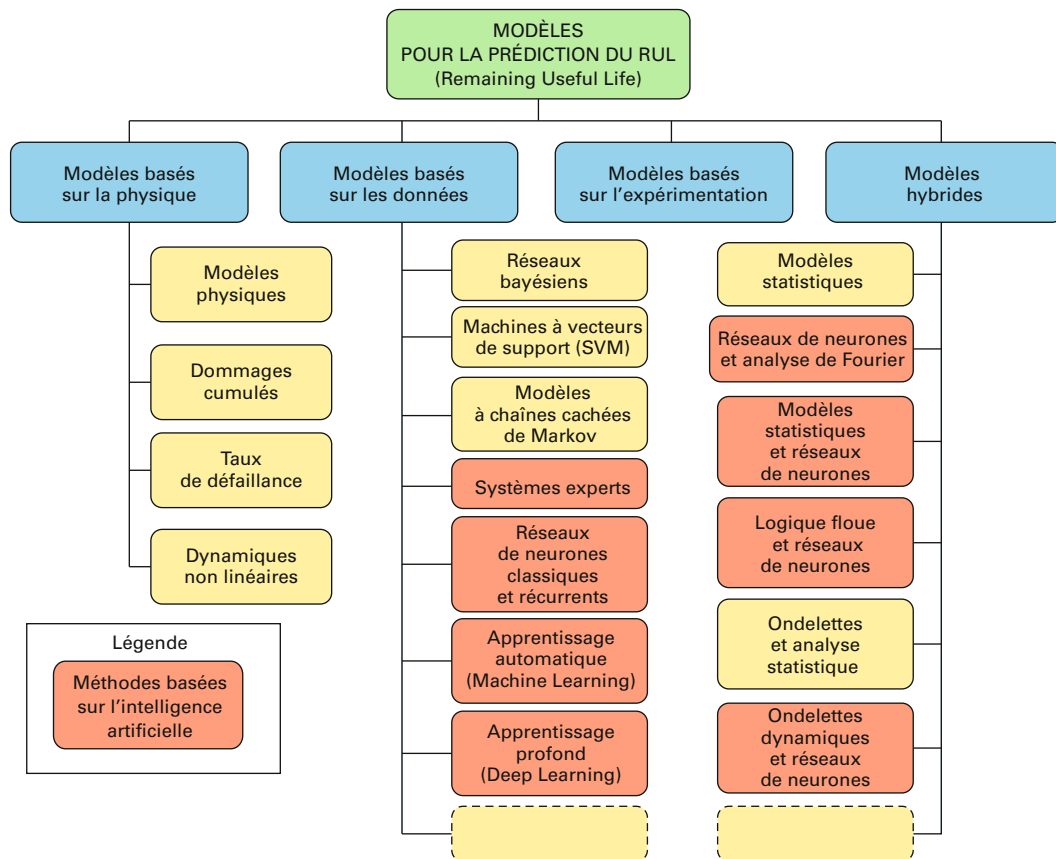 MODÈLES
POUR LA PRÉDICTION DU RUL
(Remaining Useful Life)
Modèles basés
sur la physique
Modèles basés
sur les données
Modèles basés
sur l'expérimentation
Modèles
hybrides
Modèles
physiques
Dommages
cumulés
Taux
de défaillance
Dynamiques
non linéaires
Réseaux
bayésiens
Machines à vecteurs
de support (SVM)
Modèles
à chaînes cachées
de Markov
Systèmes experts
Réseaux
de neurones
classiques
et récurrents
Apprentissage
automatique
(Machine Learning)
Apprentissage
profond
(Deep Learning)
Modèles
statistiques
Réseaux de neurones
et analyse de Fourier
Modèles
statistiques
et réseaux
de neurones
Logique floue
et réseaux
de neurones
Ondelettes
et analyse
statistique
Ondelettes
dynamiques
et réseaux
de neurones
Légende
Méthodes basées
sur l'intelligence
artificielle